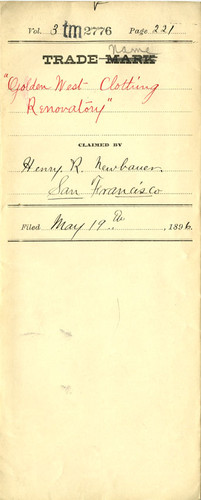 Vol. 3 tm 2776 Page 221
Name
TRADE MARK
"Golden West Clothing
Renovatory"
CLAIMED BY
Henry R. Newbauer.
San Francisco
Filed May 19th, 1896.